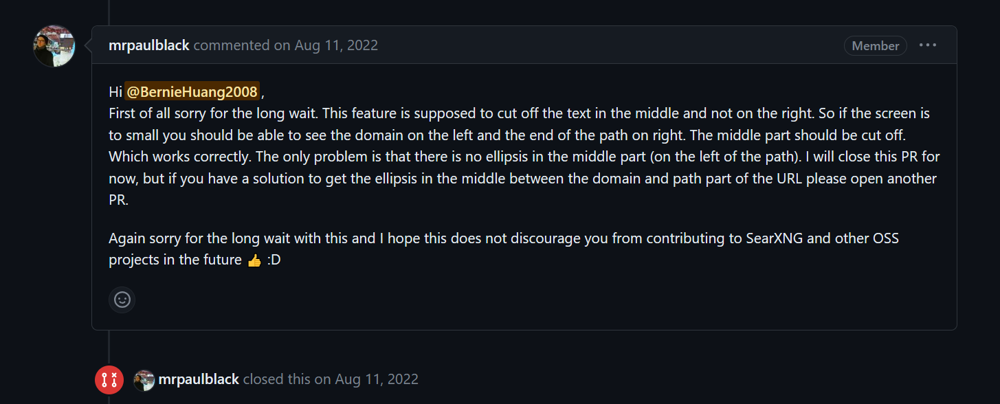 mrpaulblack commented on Aug 11, 2022
Member
Hi @BernieHuang2008 ,
First of all sorry for the long wait. This feature is supposed to cut off the text in the middle and not on the right. So if the screen is
to small you should be able to see the domain on the left and the end of the path on right. The middle part should be cut off.
Which works correctly. The only problem is that there is no ellipsis in the middle part (on the left of the path). I will close this PR for
now, but if you have a solution to get the ellipsis in the middle between the domain and path part of the URL please open another
PR.
Again sorry for the long wait with this and I hope this does not discourage you from contributing to SearXNG and other OSS
projects in the future 👍 :D
mrpaulblack closed this on Aug 11, 2022